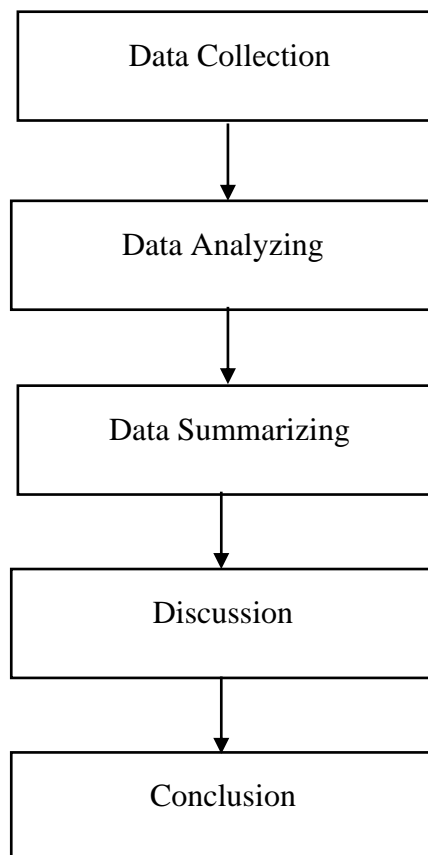 Data Collection
Data Analyzing
Data Summarizing
Discussion
Conclusion